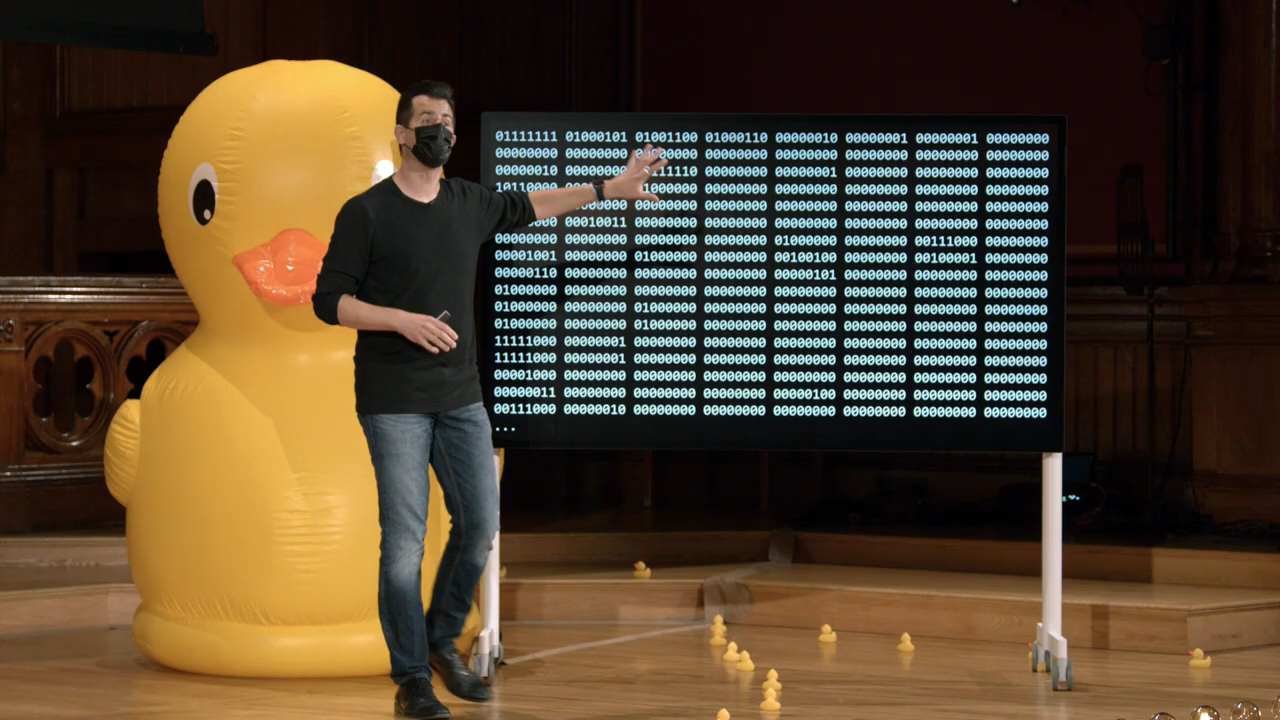 01111111 01000101 01001100 01000110 00000010 00000001 00000001 00000000
00000000 00000000 00000000 00000000 00000000 00000000 00000000 00000000
00000010 00000000 00111110 00000000 00000001 00000000 00000000 00000000
10110000 01000000 00000000 00000000 00000000 00000000 00000000
00000000 00000000 00000000 00000000 00000000 00000000
00010011 00000000 00000000 00000000 00000000 00000000 00000000
00000000 00000000 00000000 00000000 01000000 00000000 00111000 00000000
00001001 00000000 01000000 00000000 00100100 00000000 00100001 00000000
00000110 00000000 00000000 00000000 00000101 00000000 00000000 00000000
01000000 00000000 00000000 00000000 00000000 00000000 00000000 00000000
01000000 00000000 01000000 00000000 00000000 00000000 00000000 00000000
01000000 00000000 01000000 00000000 00000000 00000000 00000000 00000000
11111000 00000001 00000000 00000000 00000000 00000000 00000000 00000000
11111000 00000001 00000000 00000000 00000000 00000000 00000000 00000000
00001000 00000000 00000000 00000000 00000000 00000000 00000000 00000000
00000011 00000000 00000000 00000000 00000100 00000000 00000000 00000000
00111000 00000010 00000000 00000000 00000000 00000000 00000000 00000000
...